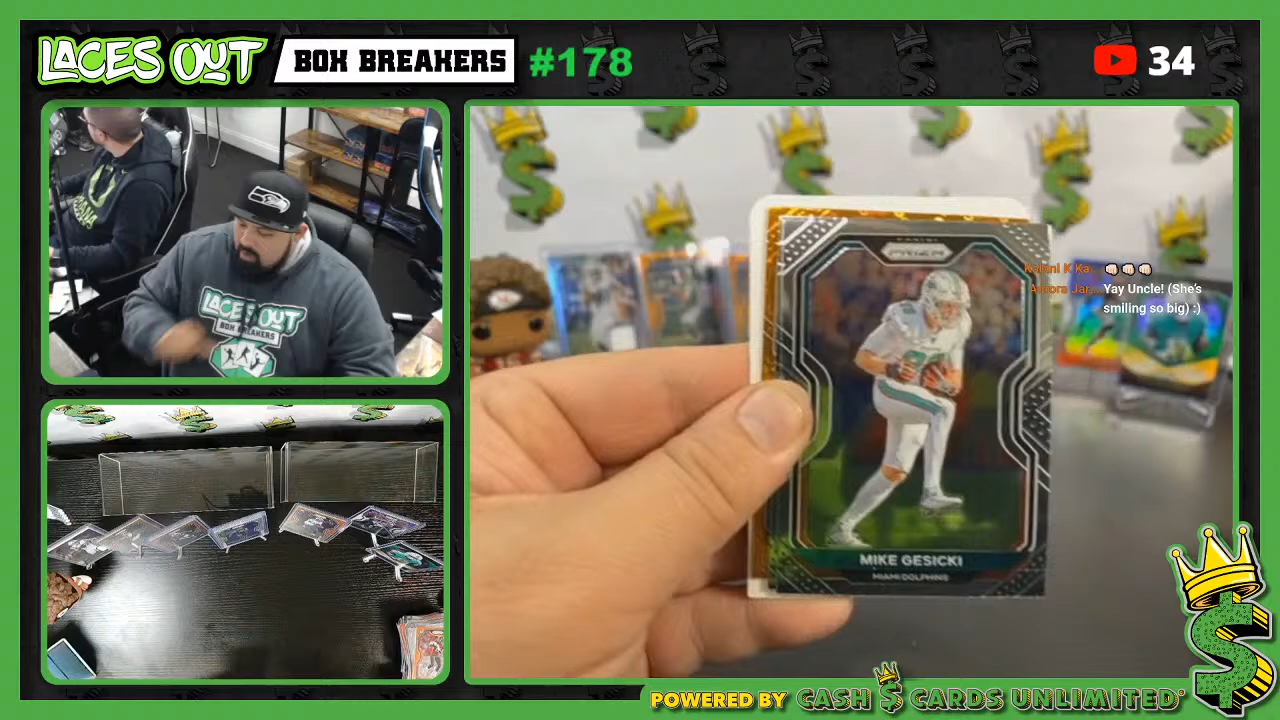 LACES OUT BOX BREAKERS #178
34
LACES OUT
BOX BREAKERS
PRIZM
Yay Uncle! (She's
smiling so big) :)
MIKE GESICKI
MIAMI DOLPHINS
POWERED BY CASH $ CARDS UNLIMITED